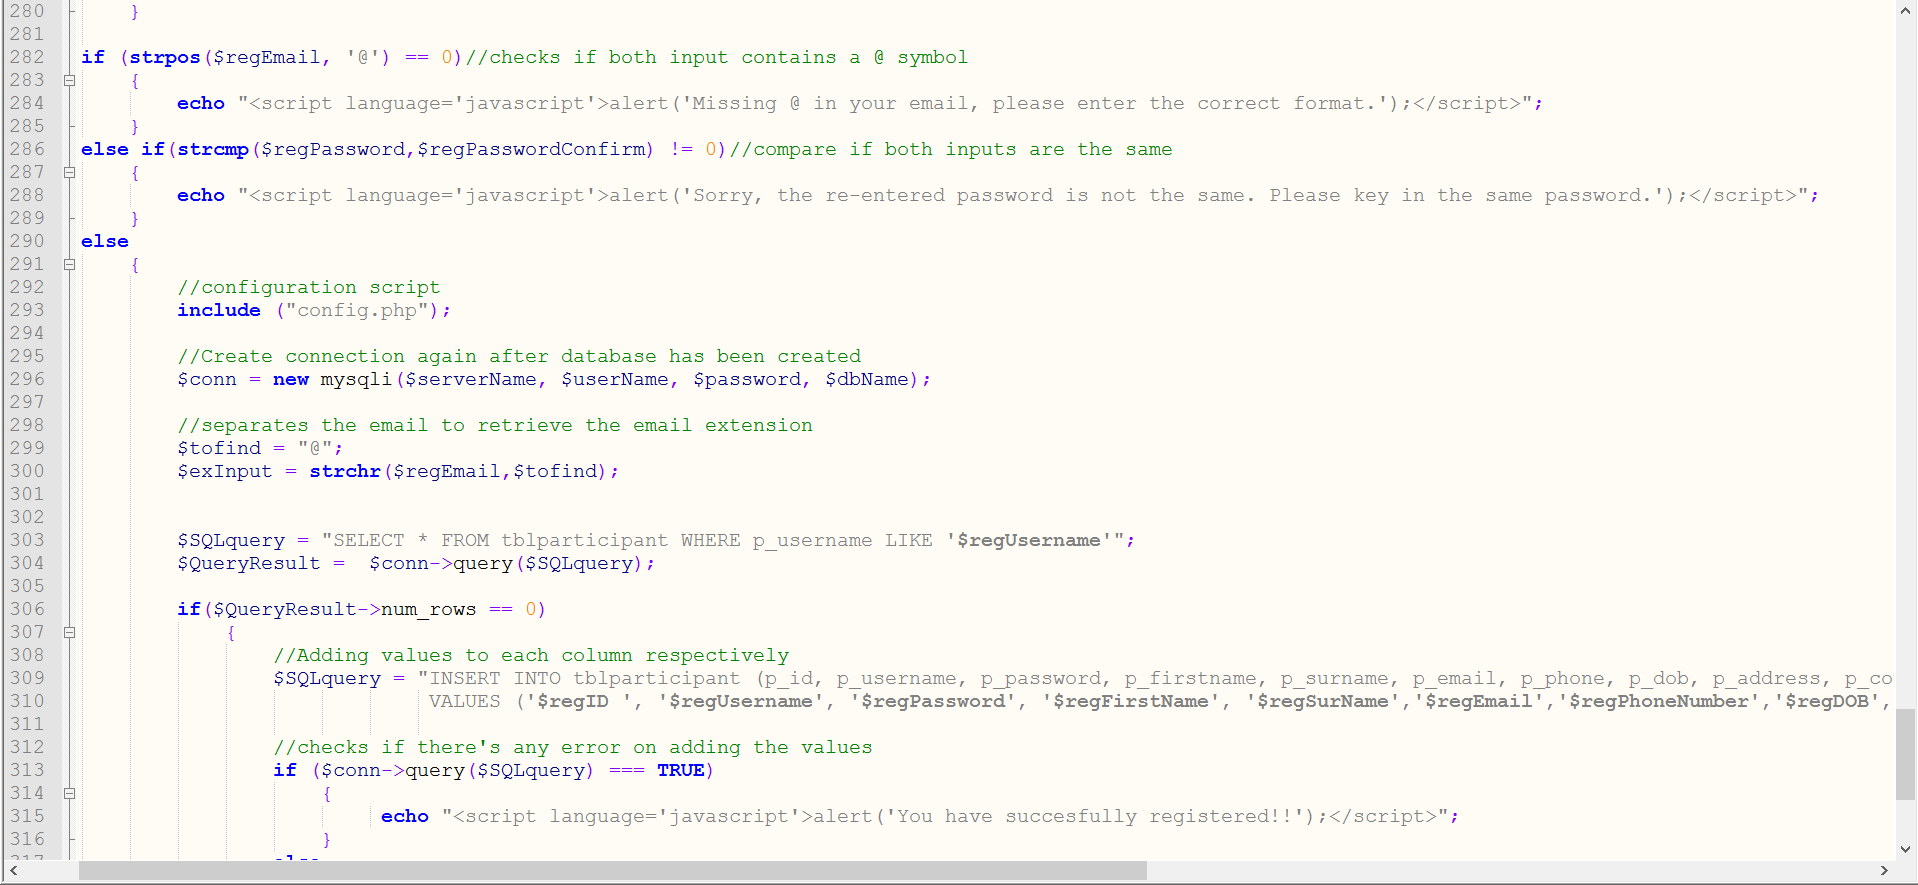 280 }
281
282 if (strpos($regEmail, '@') == 0)//checks if both input contains a @ symbol
283 {
284 echo "<script language='javascript'>alert('Missing @ in your email, please enter the correct format.');</script>";
285 }
286 else if(strcmp($regPassword,$regPasswordConfirm) != 0)//compare if both inputs are the same
287 {
288 echo "<script language='javascript'>alert('Sorry, the re-entered password is not the same. Please key in the same password.');</script>";
289 }
290 else
291 {
292 //configuration script
293 include ("config.php");
294
295 //Create connection again after database has been created
296 $conn = new mysqli($serverName, $userName, $password, $dbName);
297
298 //separates the email to retrieve the email extension
299 $tofind = "@";
300 $exInput = strchr($regEmail,$tofind);
301
302
303 $SQLquery = "SELECT * FROM tblparticipant WHERE p_username LIKE '$regUsername'";
304 $QueryResult =  $conn->query($SQLquery);
305
306 if($QueryResult->num_rows == 0)
307 {
308 //Adding values to each column respectively
309 $SQLquery = "INSERT INTO tblparticipant (p_id, p_username, p_password, p_firstname, p_surname, p_email, p_phone, p_dob, p_address, p_co
310 VALUES ('$regID ', '$regUsername', '$regPassword', '$regFirstName', '$regSurName','$regEmail','$regPhoneNumber','$regDOB',
311
312 //checks if there's any error on adding the values
313 if ($conn->query($SQLquery) === TRUE)
314 {
315 echo "<script language='javascript'>alert('You have succesfully registered!!');</script>";
316 }